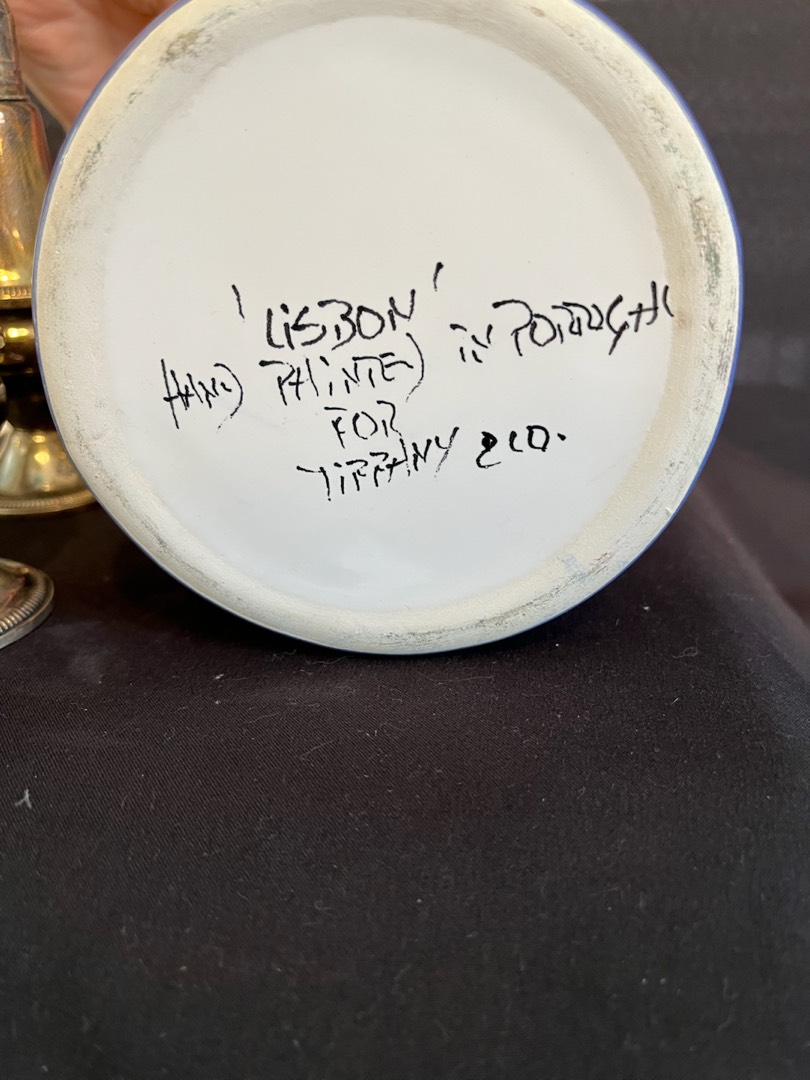 'LISBON'
HAND PAINTED IN PORTUGAL
FOR
TIFFANY & CO.